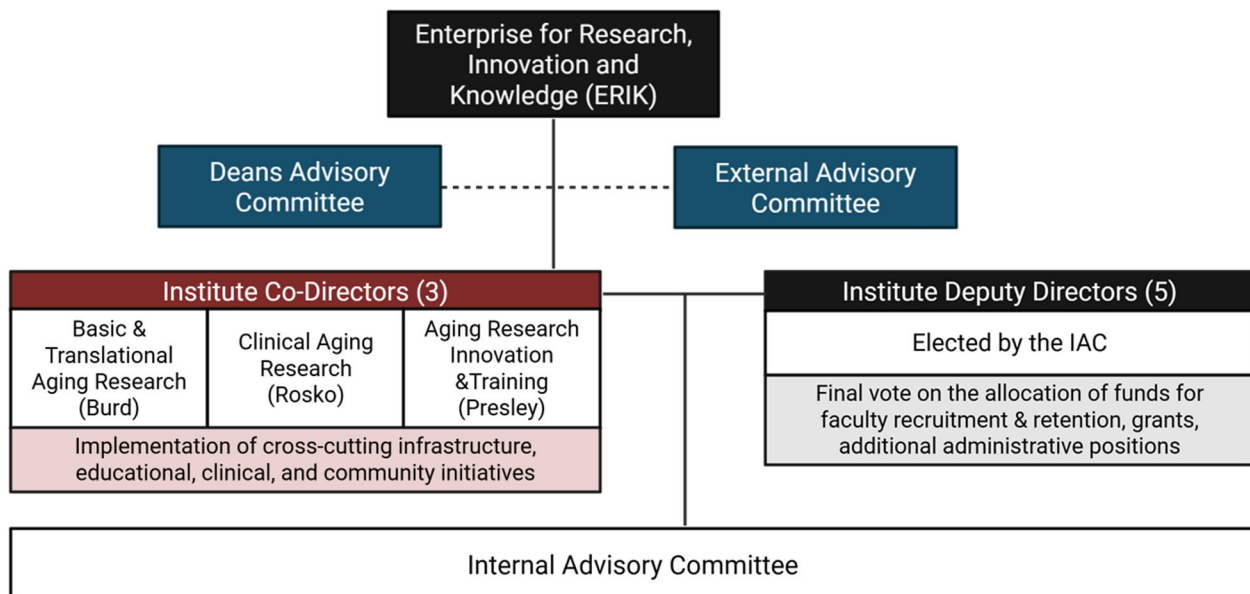 Enterprise for Research,
Innovation and
Knowledge (ERIK)
Deans Advisory
Committee
External Advisory
Committee
Institute Co-Directors (3)
Basic &
Translational
Aging Research
(Burd)
Clinical Aging
Research
(Rosko)
Aging Research
Innovation
&Training
(Presley)
Implementation of cross-cutting infrastructure,
educational, clinical, and community initiatives
Institute Deputy Directors (5)
Elected by the IAC
Final vote on the allocation of funds for
faculty recruitment & retention, grants,
additional administrative positions
Internal Advisory Committee